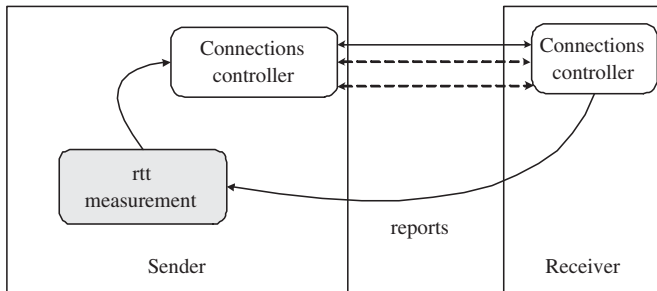 Connections
controller
Connections
controller
rtt
measurement
reports
Sender
Receiver